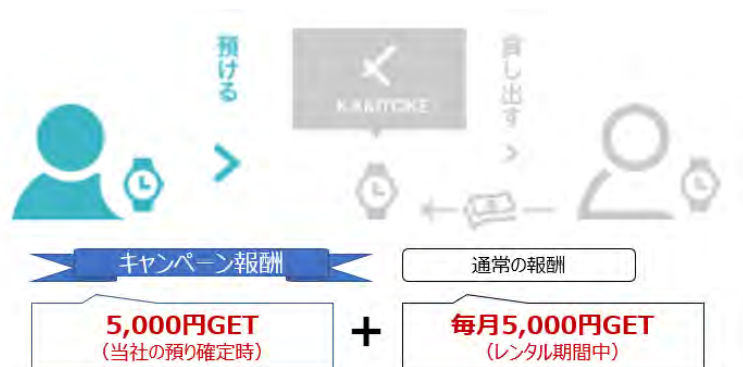 預ける
KARITOKE
貸し出す
キャンペーン報酬
通常の報酬
5,000円GET
(当社の預り確定時)
+
毎月5,000円GET
(レンタル期間中)